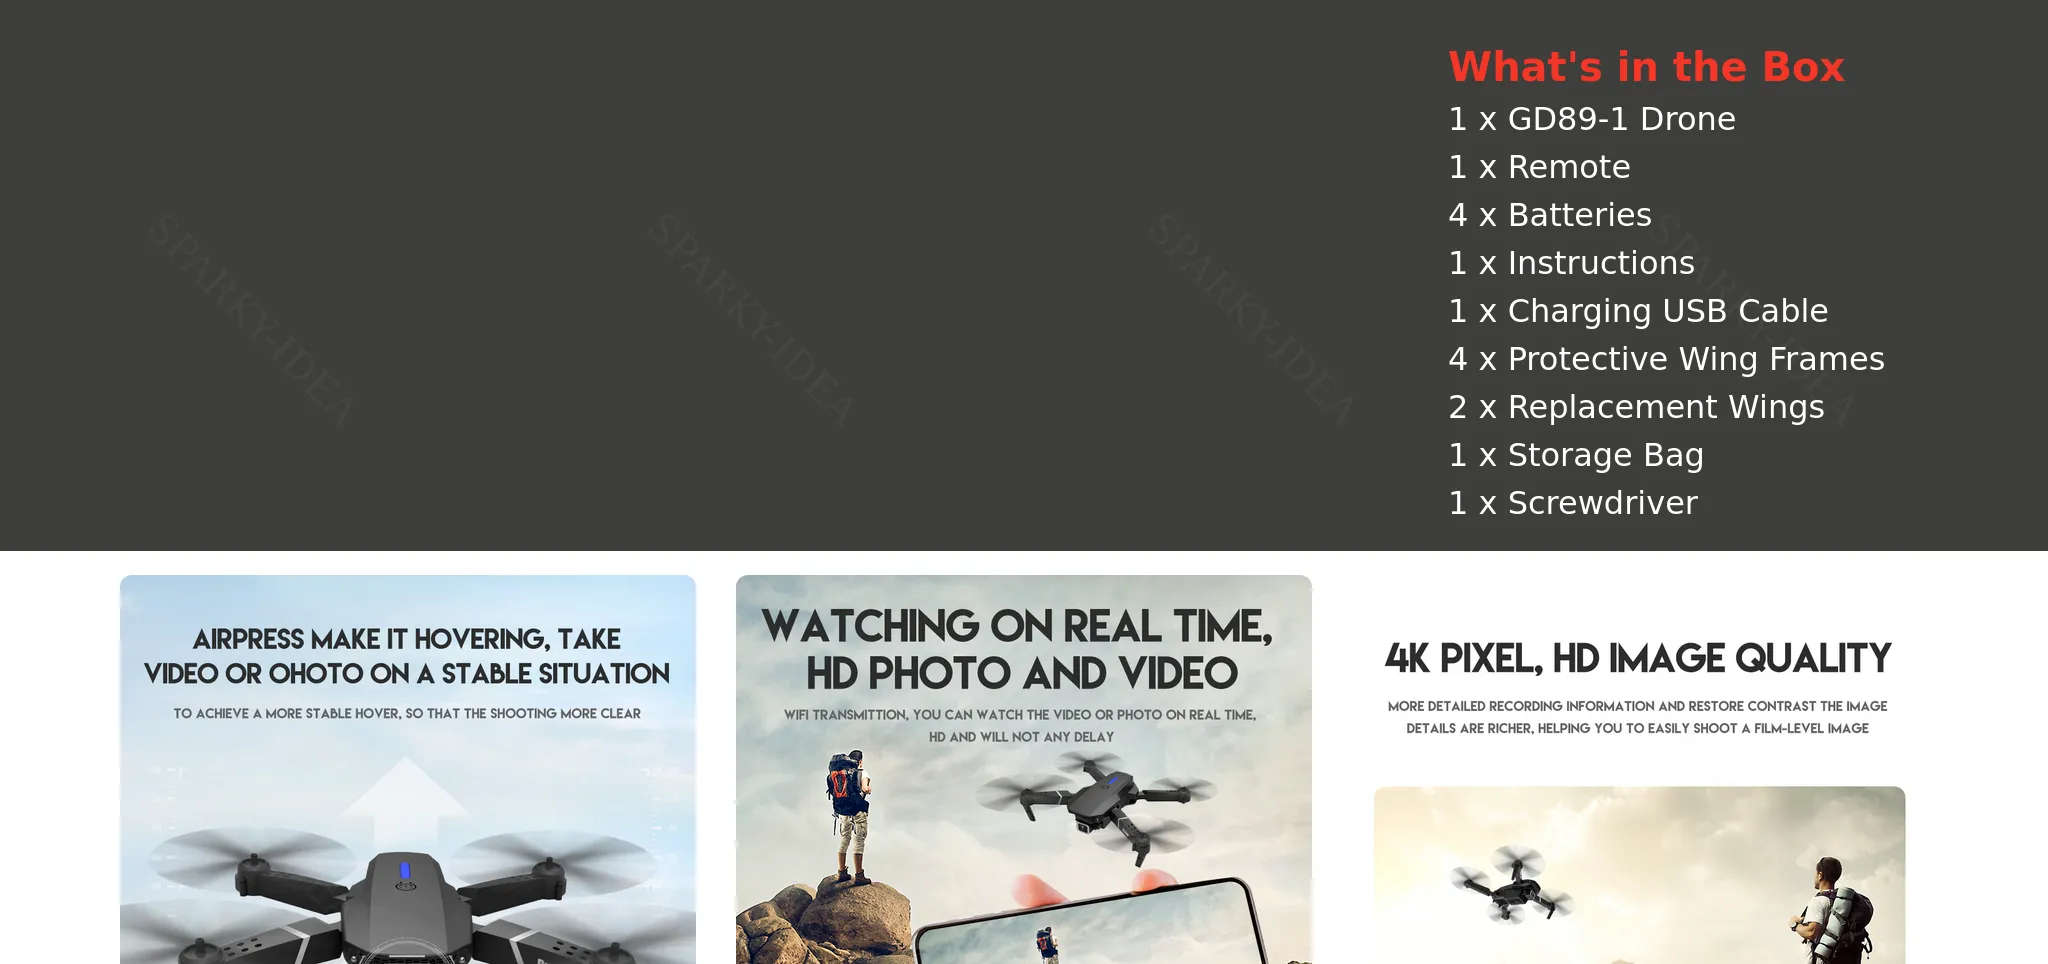 What's in the Box
1 x GD89-1 Drone
1 x Remote
4 x Batteries
1 x Instructions
1 x Charging USB Cable
4 x Protective Wing Frames
2 x Replacement Wings
1 x Storage Bag
1 x Screwdriver
SPARKY-IDEA
SPARKY-IDEA
SPARKY-IDEA
SPARKY-IDEA
AIRPRESS MAKE IT HOVERING, TAKE
VIDEO OR OHOTO ON A STABLE SITUATION
TO ACHIEVE A MORE STABLE HOVER, SO THAT THE SHOOTING MORE CLEAR
WATCHING ON REAL TIME,
HD PHOTO AND VIDEO
WIFI TRANSMITTION, YOU CAN WATCH THE VIDEO OR PHOTO ON REAL TIME,
HD AND WILL NOT ANY DELAY
4K PIXEL, HD IMAGE QUALITY
MORE DETAILED RECORDING INFORMATION AND RESTORE CONTRAST THE IMAGE
DETAILS ARE RICHER, HELPING YOU TO EASILY SHOOT A FILM-LEVEL IMAGE